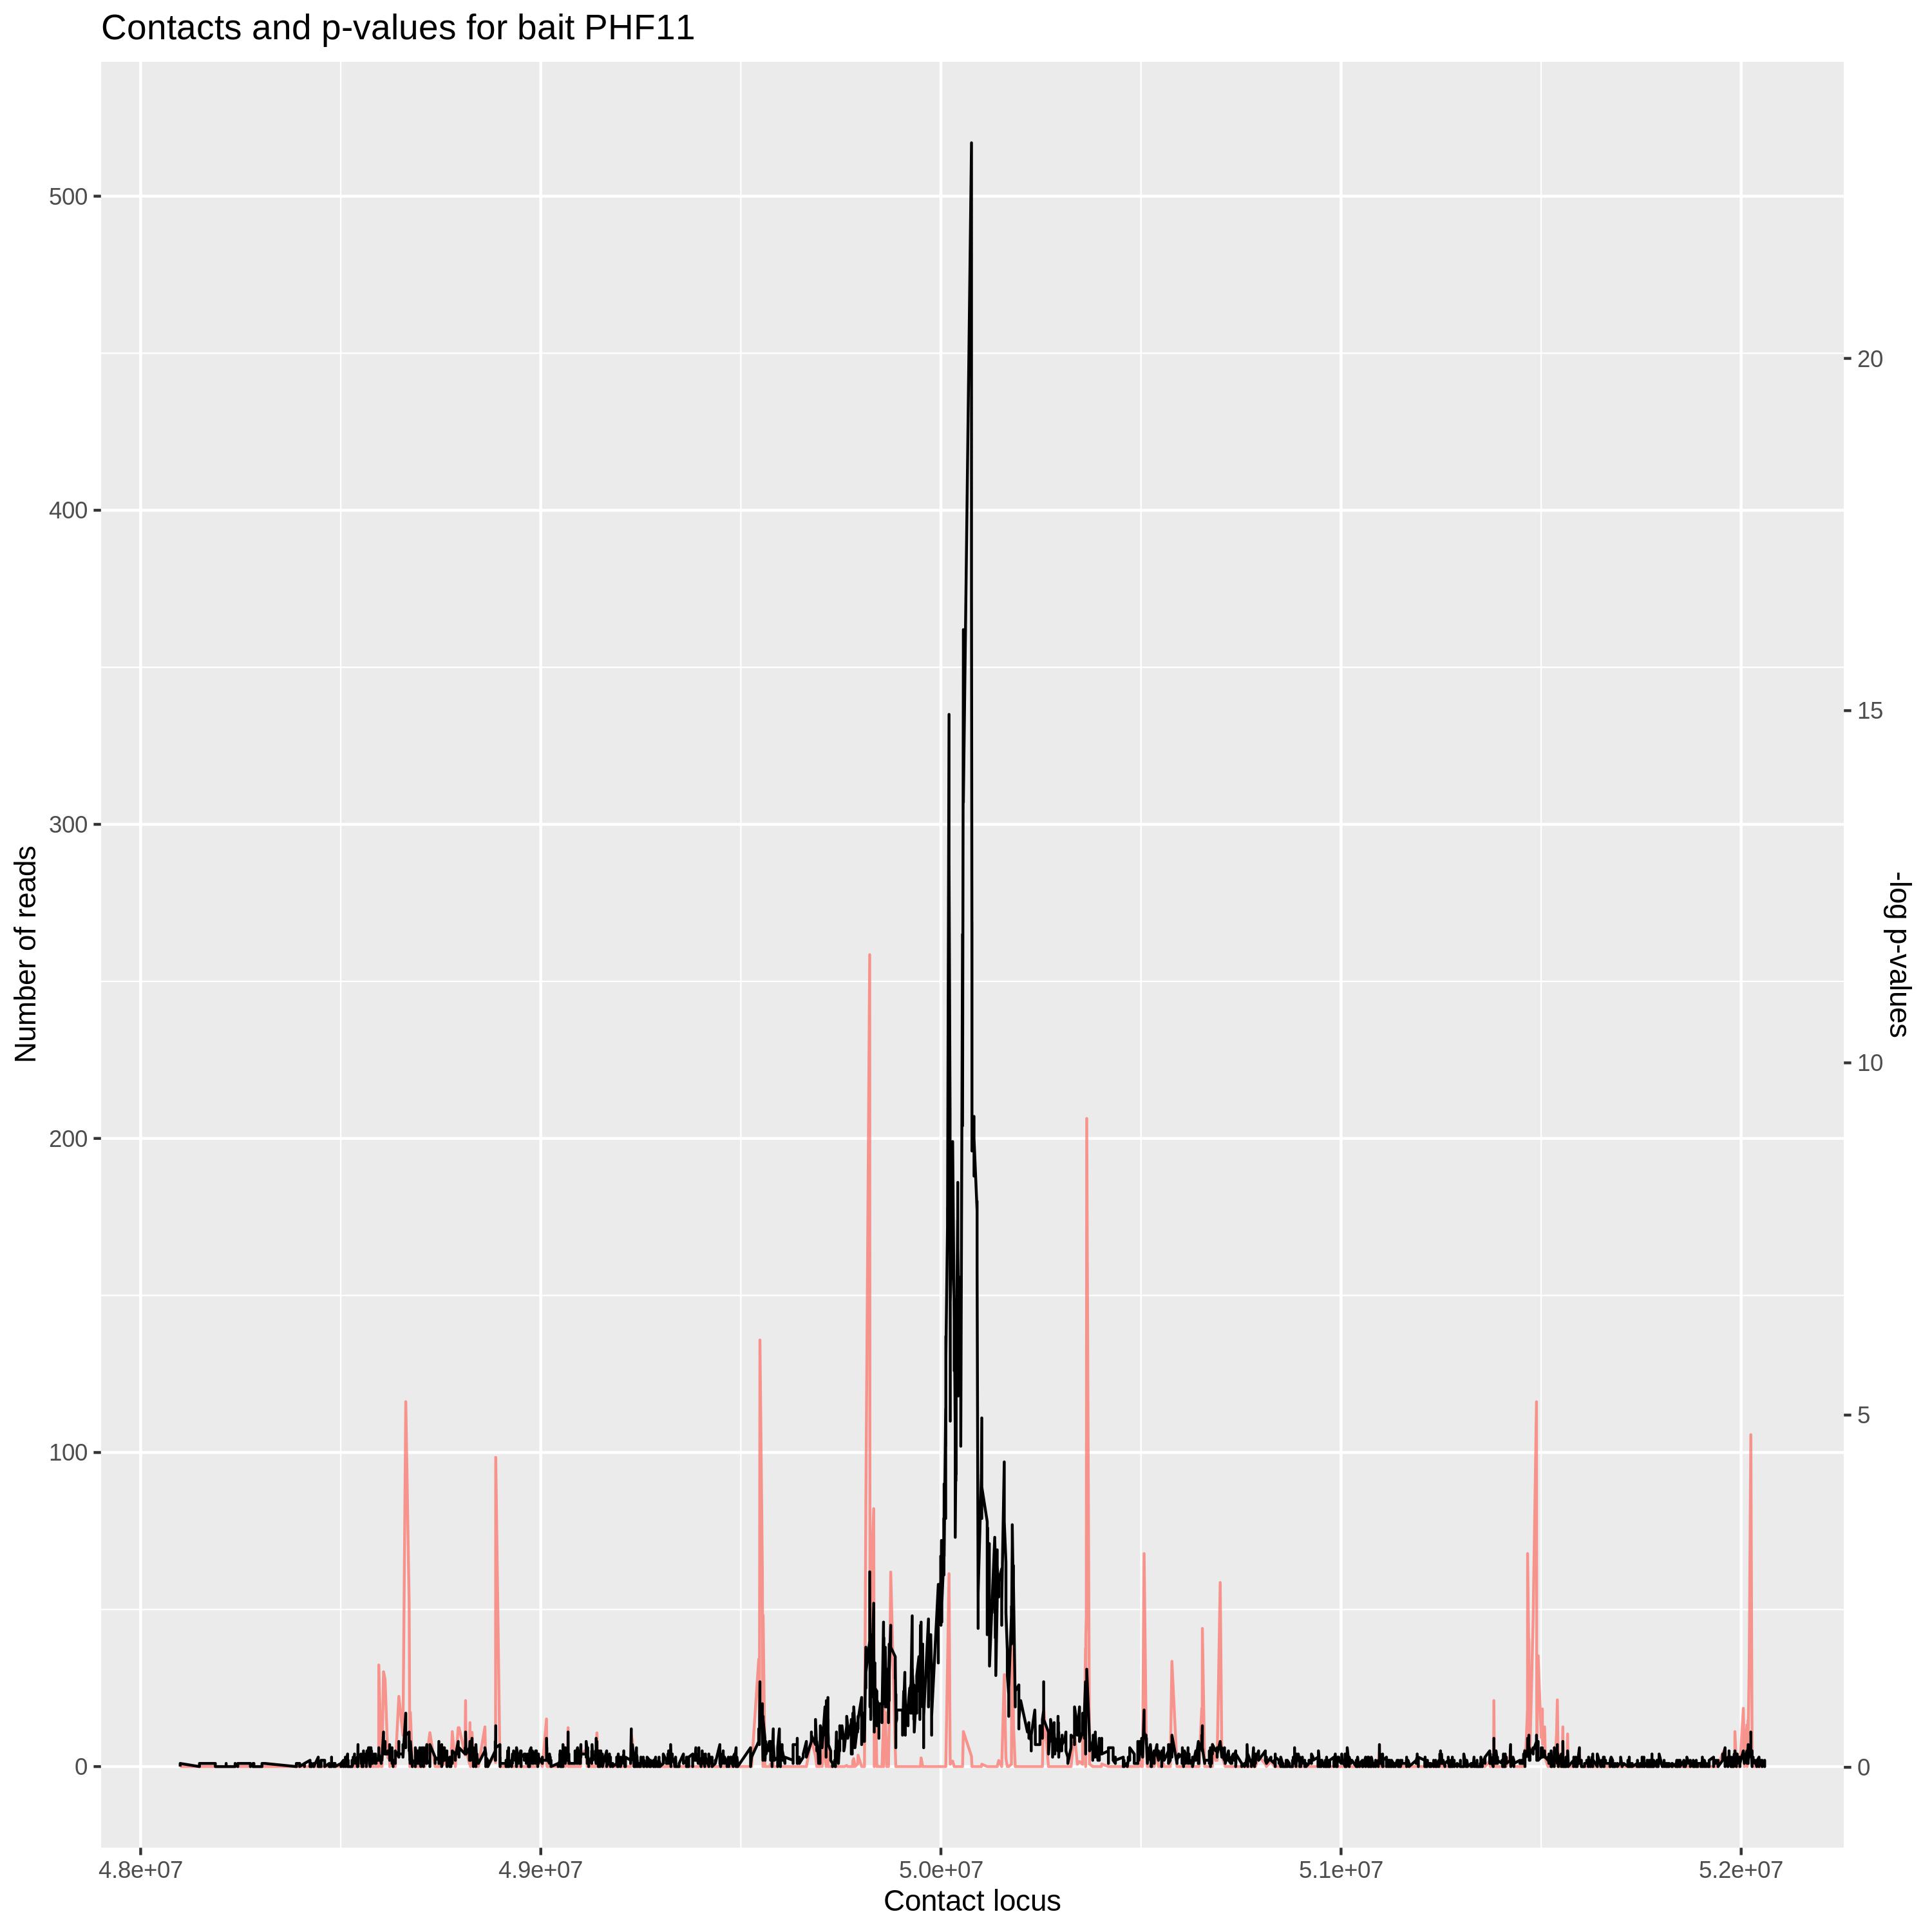 Contacts and p-values for bait PHF11
500
400
300
200
100
0
Number of reads
20
15
10
5
0
-log p-values
4.8e+07
4.9e+07
5.0e+07
5.1e+07
5.2e+07
Contact locus